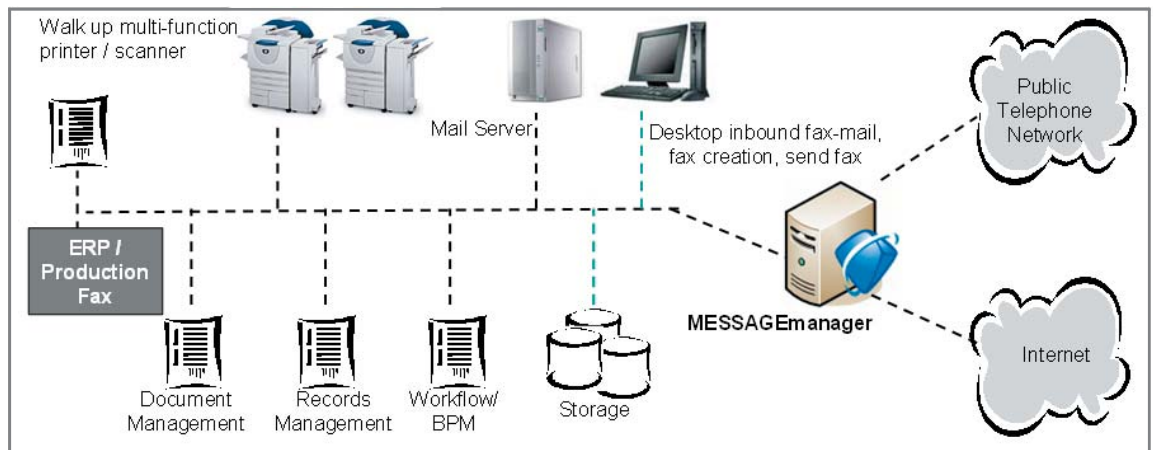 Walk up multi-function
printer / scanner
Mail Server
Desktop inbound fax-mail,
fax creation, send fax
Public
Telephone
Network
ERP /
Production
Fax
MESSAGEmanager
Internet
Document
Management
Records
Management
Workflow/
BPM
Storage